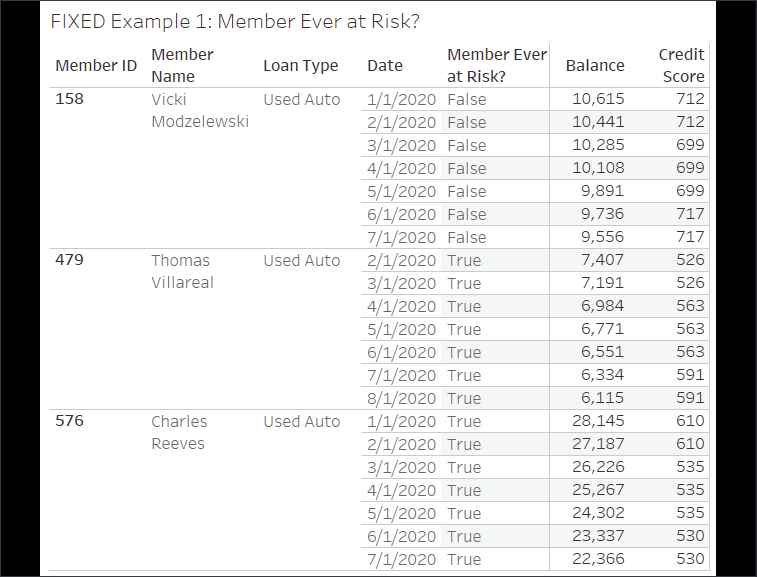 FIXED Example 1: Member Ever at Risk?
Member ID Member Name Loan Type Date Member Ever at Risk? Balance Credit Score
158 Vicki Modzelewski Used Auto 1/1/2020 False 10,615 712
2/1/2020 False 10,441 712
3/1/2020 False 10,285 699
4/1/2020 False 10,108 699
5/1/2020 False 9,891 699
6/1/2020 False 9,736 717
7/1/2020 False 9,556 717
479 Thomas Villareal Used Auto 2/1/2020 True 7,407 526
3/1/2020 True 7,191 526
4/1/2020 True 6,984 563
5/1/2020 True 6,771 563
6/1/2020 True 6,551 563
7/1/2020 True 6,334 591
8/1/2020 True 6,115 591
576 Charles Reeves Used Auto 1/1/2020 True 28,145 610
2/1/2020 True 27,187 610
3/1/2020 True 26,226 535
4/1/2020 True 25,267 535
5/1/2020 True 24,302 535
6/1/2020 True 23,337 530
7/1/2020 True 22,366 530